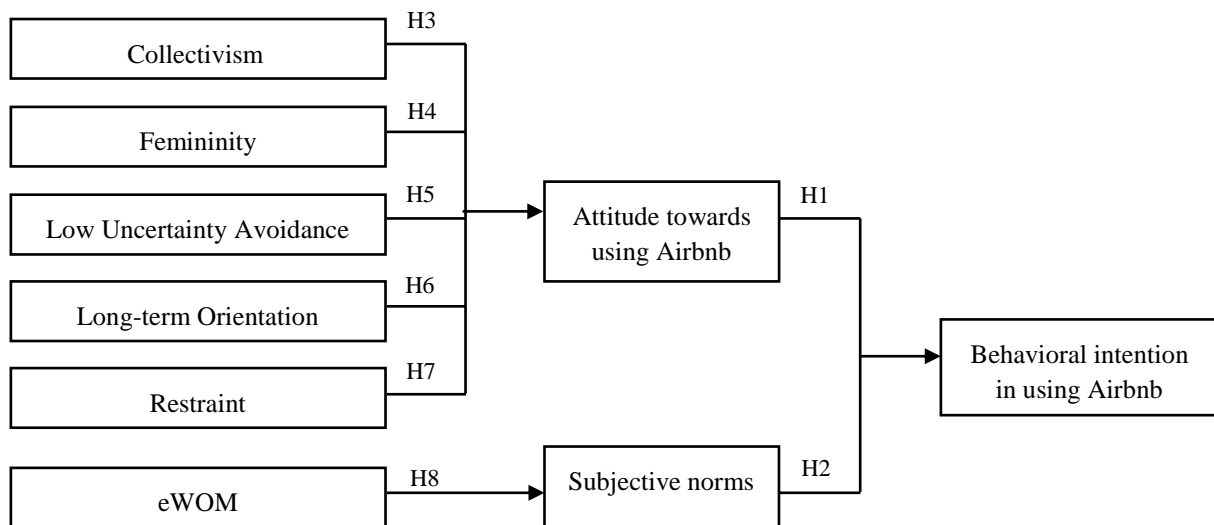 H3
Collectivism
H4
Femininity
H5
Low Uncertainty Avoidance
H6
Long-term Orientation
H7
Restraint
H8
eWOM
Attitude towards
using Airbnb
H1
Subjective norms
H2
Behavioral intention
in using Airbnb